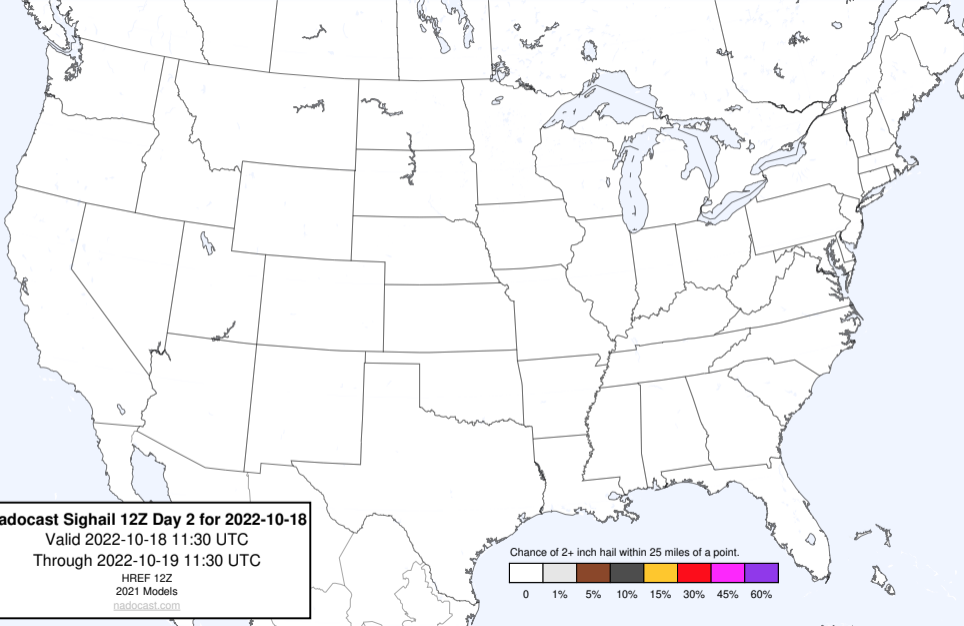 adocast Sighail 12Z Day 2 for 2022-10-18
Valid 2022-10-18 11:30 UTC
Through 2022-10-19 11:30 UTC
HREF 12Z
2021 Models
nadocast.com
Chance of 2+ inch hail within 25 miles of a point.
0 1% 5% 10% 15% 30% 45% 60%